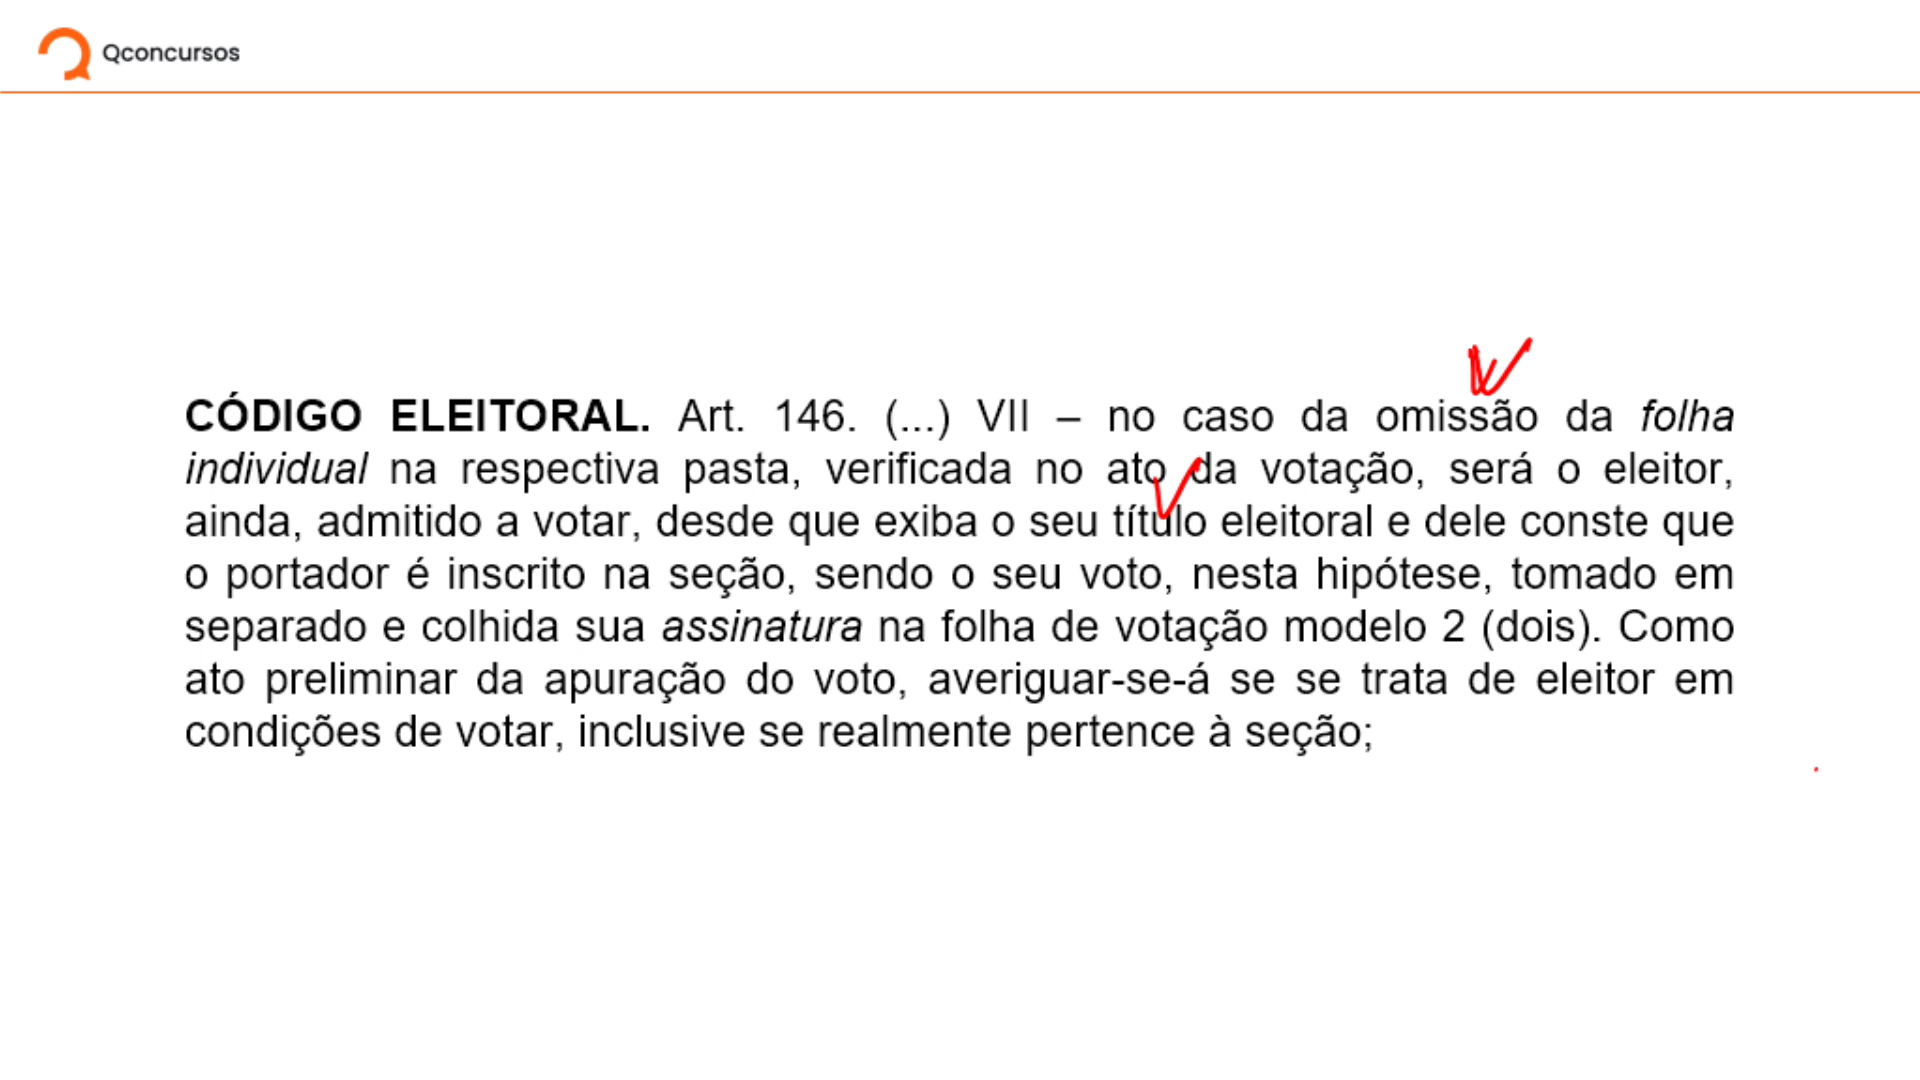 Qconcursos
CÓDIGO ELEITORAL. Art. 146. (...) VII – no caso da omissão da folha
individual na respectiva pasta, verificada no ato da votação, será o eleitor,
ainda, admitido a votar, desde que exiba o seu título eleitoral e dele conste que
o portador é inscrito na seção, sendo o seu voto, nesta hipótese, tomado em
separado e colhida sua assinatura na folha de votação modelo 2 (dois). Como
ato preliminar da apuração do voto, averiguar-se-á se se trata de eleitor em
condições de votar, inclusive se realmente pertence à seção;